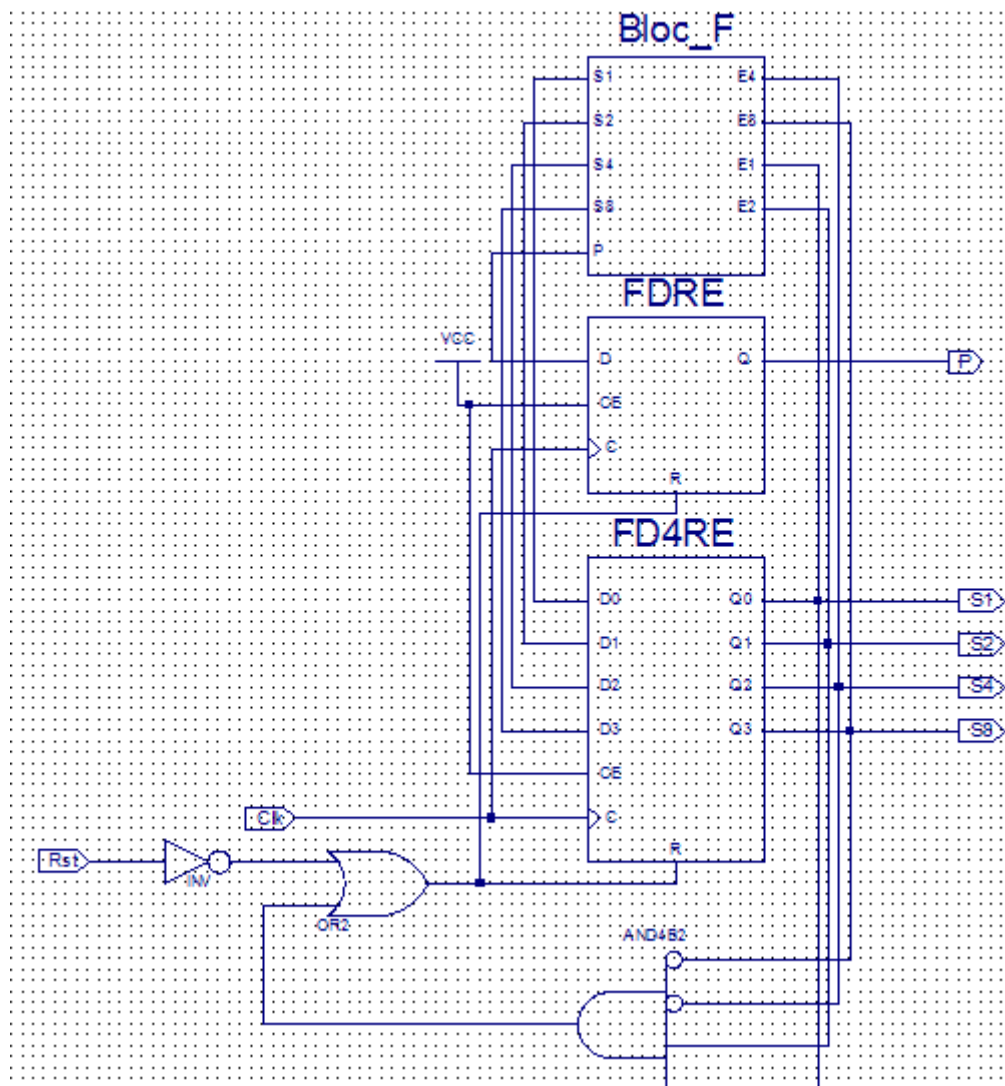 Bloc_F
S1 E4
S2 E8
S4 E1
S8 E2
P
FDRE
VCC
D Q P
CE
C
R
FD4RE
D0 Q0 S1
D1 Q1 S2
D2 Q2 S4
D3 Q3 S8
CE
Clk C
R
Rst
INV
OR2
AND4B2